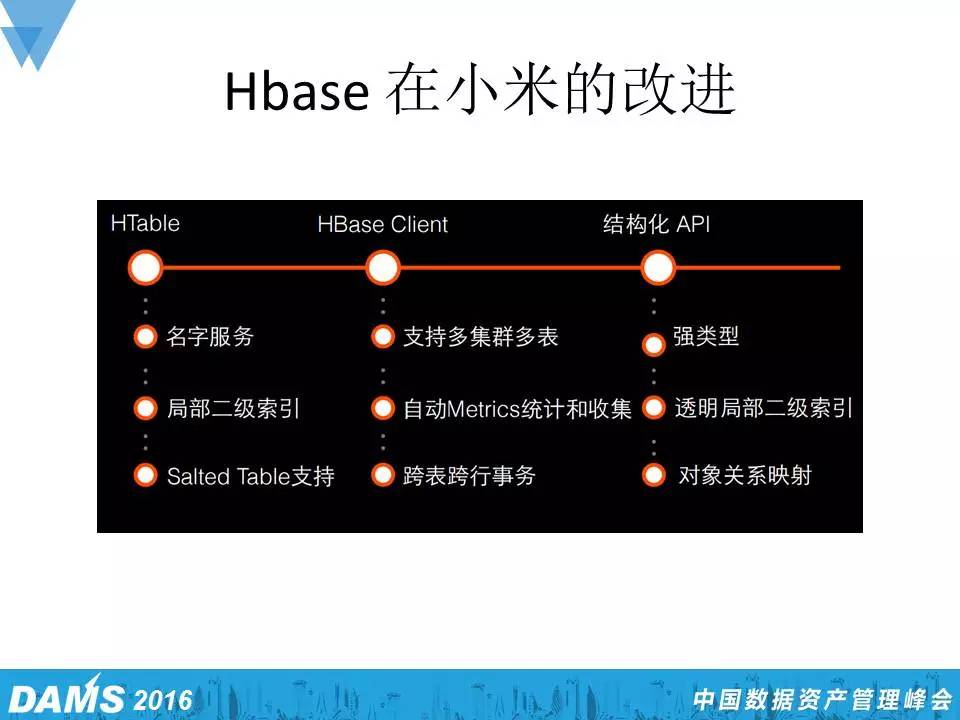 Hbase 在小米的改进
HTable
HBase Client
结构化 API
名字服务
支持多集群多表
强类型
局部二级索引
自动Metrics统计和收集
透明局部二级索引
Salted Table支持
跨表跨行事务
对象关系映射
DAMS 2016
中国数据资产管理峰会